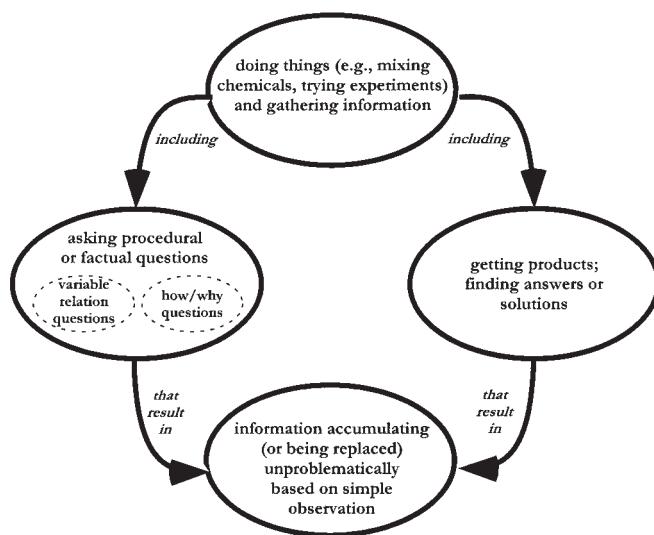 doing things (e.g., mixing
chemicals, trying experiments)
and gathering information
including
including
asking procedural
or factual questions
variable
relation
questions
how/why
questions
getting products;
finding answers or
solutions
that
result
in
that
result
in
information accumulating
(or being replaced)
unproblematically
based on simple
observation